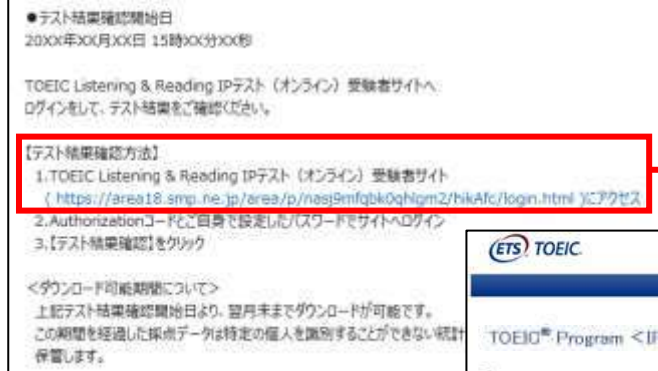 ●テスト結果確認開始日
20XX年XX月XX日 15時XX分XX秒
TOEIC Listening & Reading IPテスト（オンライン）受験者サイトへ
ログインをして、テスト結果をご確認ください。
【テスト結果確認方法】
1.TOEIC Listening & Reading IPテスト（オンライン）受験者サイト
( https://area18.smp.ne.jp/area/p/nasj9mfqbk0qhigm2/hikAfc/login.html )にアクセス
2.Authorizationコードとご自身で設定したパスワードでサイトへログイン
3.【テスト結果確認】をクリック
<ダウンロード可能期間について>
上記テスト結果確認開始日より、翌月末までダウンロードが可能です。
この期間を経過した採点データは特定の個人を識別することができない統計
保管します。
ETS TOEIC.
TOEIC® Program <IP